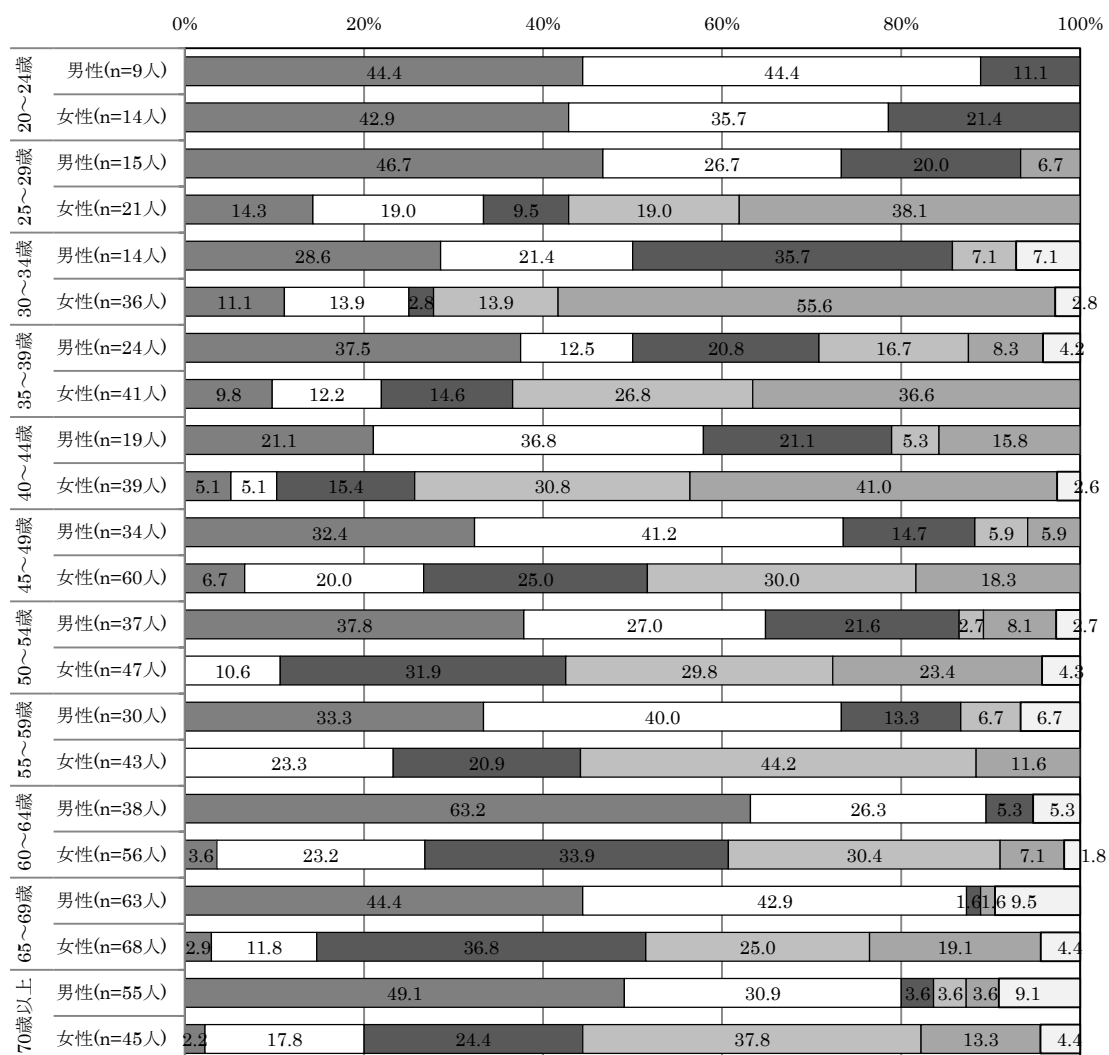 0% 20% 40% 60% 80% 100%
20～24歳
男性(n=9人) 44.4 44.4 11.1
女性(n=14人) 42.9 35.7 21.4
25～29歳
男性(n=15人) 46.7 26.7 20.0 6.7
女性(n=21人) 14.3 19.0 9.5 19.0 38.1
30～34歳
男性(n=14人) 28.6 21.4 35.7 7.1 7.1
女性(n=36人) 11.1 13.9 2.8 13.9 55.6 2.8
35～39歳
男性(n=24人) 37.5 12.5 20.8 16.7 8.3 4.2
女性(n=41人) 9.8 12.2 14.6 26.8 36.6
40～44歳
男性(n=19人) 21.1 36.8 21.1 5.3 15.8
女性(n=39人) 5.1 5.1 15.4 30.8 41.0 2.6
45～49歳
男性(n=34人) 32.4 41.2 14.7 5.9 5.9
女性(n=60人) 6.7 20.0 25.0 30.0 18.3
50～54歳
男性(n=37人) 37.8 27.0 21.6 2.7 8.1 2.7
女性(n=47人) 10.6 31.9 29.8 23.4 4.3
55～59歳
男性(n=30人) 33.3 40.0 13.3 6.7 6.7
女性(n=43人) 23.3 20.9 44.2 11.6
60～64歳
男性(n=38人) 63.2 26.3 5.3 5.3
女性(n=56人) 3.6 23.2 33.9 30.4 7.1 1.8
65～69歳
男性(n=63人) 44.4 42.9 1.6 1.6 9.5
女性(n=68人) 2.9 11.8 36.8 25.0 19.1 4.4
70歳以上
男性(n=55人) 49.1 30.9 3.6 3.6 3.6 9.1
女性(n=45人) 2.2 17.8 24.4 37.8 13.3 4.4